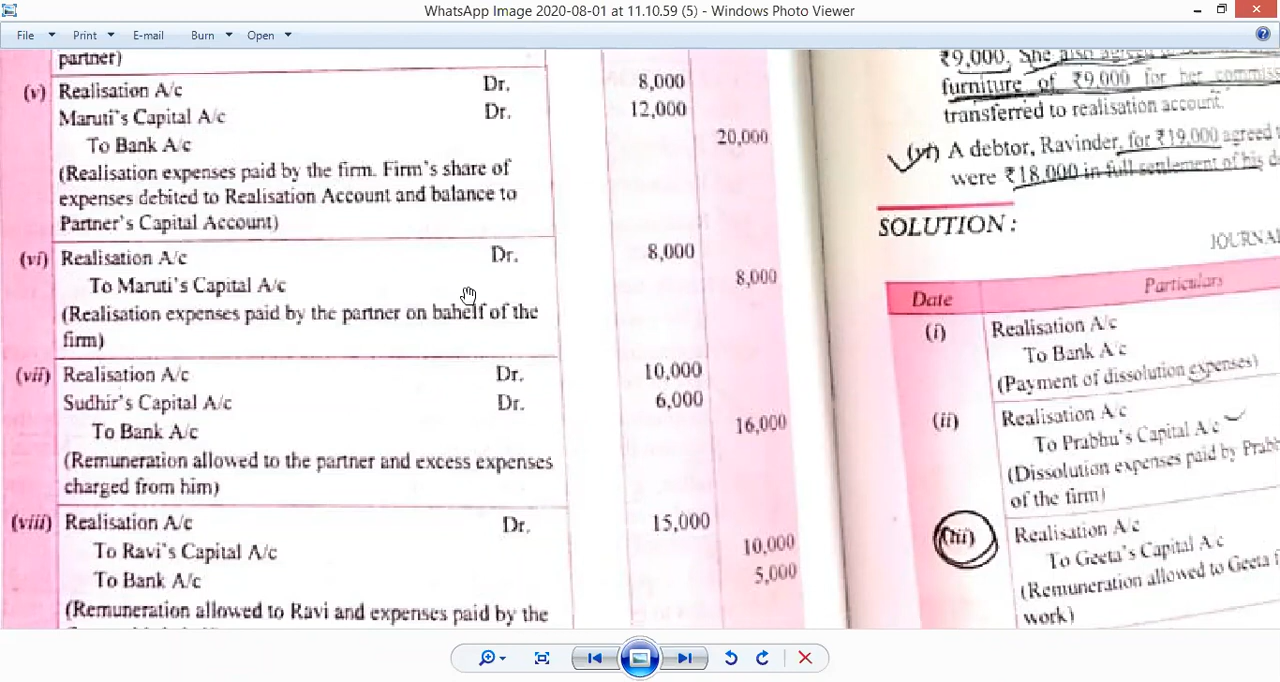 WhatsApp Image 2020-08-01 at 11.10.59 (5) - Windows Photo Viewer
File Print E-mail Burn Open
partner)
(v) Realisation A/c Dr. 8,000
Maruti's Capital A/c Dr. 12,000
To Bank A/c 20,000
(Realisation expenses paid by the firm. Firm's share of
expenses debited to Realisation Account and balance to
Partner's Capital Account)
(vi) Realisation A/c Dr. 8,000
To Maruti's Capital A/c 8,000
(Realisation expenses paid by the partner on bahelf of the
firm)
(vii) Realisation A/c Dr. 10,000
Sudhir's Capital A/c Dr. 6,000
To Bank A/c 16,000
(Remuneration allowed to the partner and excess expenses
charged from him)
(viii) Realisation A/c Dr. 15,000
To Ravi's Capital A/c 10,000
To Bank A/c 5,000
(Remuneration allowed to Ravi and expenses paid by the
₹9,000. She also agreed
furniture of ₹9,000 for her commis
transferred to realisation account.
(vi) A debtor, Ravinder, for ₹19,000 agreed t
were ₹18,000 in full settlement of his d
SOLUTION :
JOURNA
Date Particulars
(i) Realisation A/c
To Bank A/c
(Payment of dissolution expenses)
(ii) Realisation A/c
To Prabhu's Capital A/c
(Dissolution expenses paid by Prabh
of the firm)
(iii) Realisation A/c
To Geeta's Capital A/c
(Remuneration allowed to Geeta f
work)